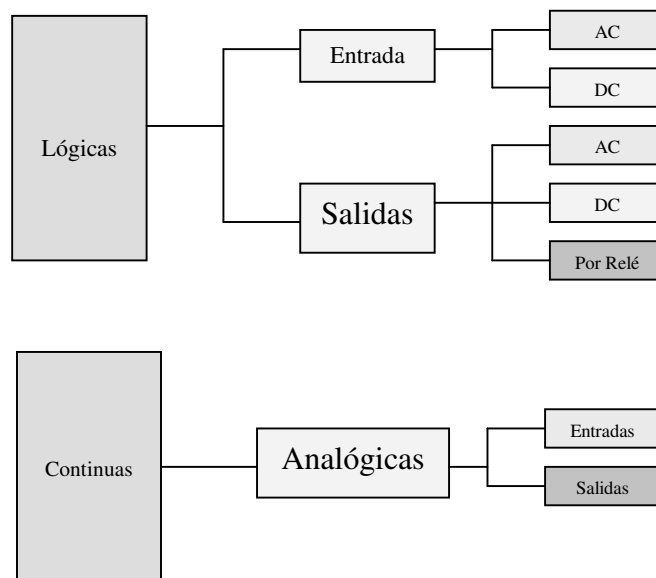 Lógicas
Entrada
AC
DC
Salidas
AC
DC
Por Relé
Continuas
Analógicas
Entradas
Salidas